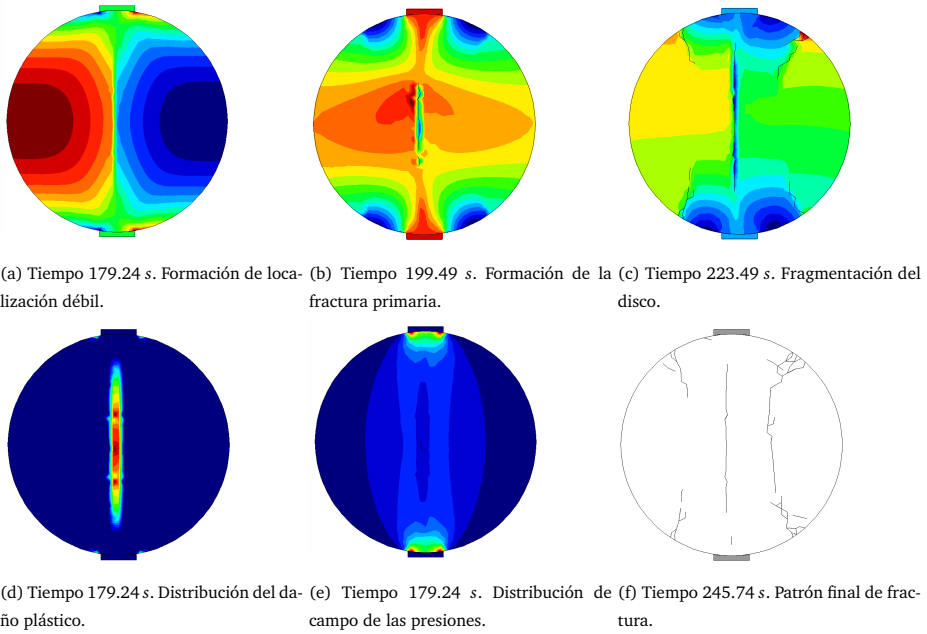 (a) Tiempo 179.24 s. Formación de loca-
lización débil.
(b) Tiempo 199.49 s. Formación de la
fractura primaria.
(c) Tiempo 223.49 s. Fragmentación del
disco.
(d) Tiempo 179.24 s. Distribución del da-
ño plástico.
(e) Tiempo 179.24 s. Distribución de
campo de las presiones.
(f) Tiempo 245.74 s. Patrón final de frac-
tura.